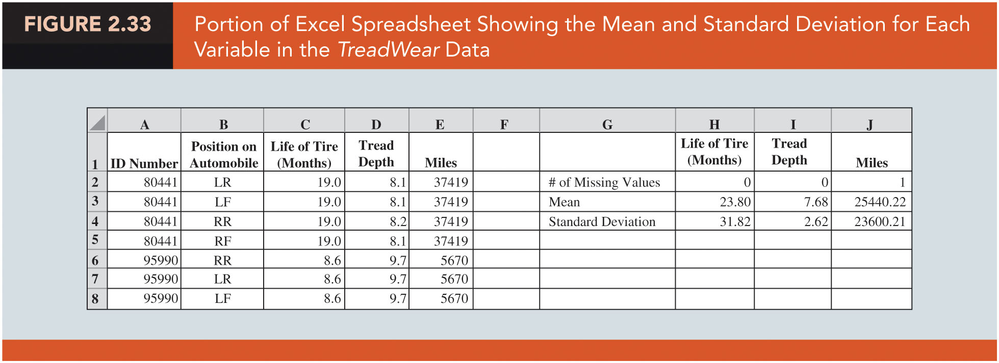 FIGURE 2.33
Portion of Excel Spreadsheet Showing the Mean and Standard Deviation for Each
Variable in the TreadWear Data
A B C D E F G H I J
1 ID Number Position on Automobile Life of Tire (Months) Tread Depth Miles Life of Tire (Months) Tread Depth Miles
2 80441 LR 19.0 8.1 37419 # of Missing Values 0 0 1
3 80441 LF 19.0 8.1 37419 Mean 23.80 7.68 25440.22
4 80441 RR 19.0 8.2 37419 Standard Deviation 31.82 2.62 23600.21
5 80441 RF 19.0 8.1 37419
6 95990 RR 8.6 9.7 5670
7 95990 LR 8.6 9.7 5670
8 95990 LF 8.6 9.7 5670